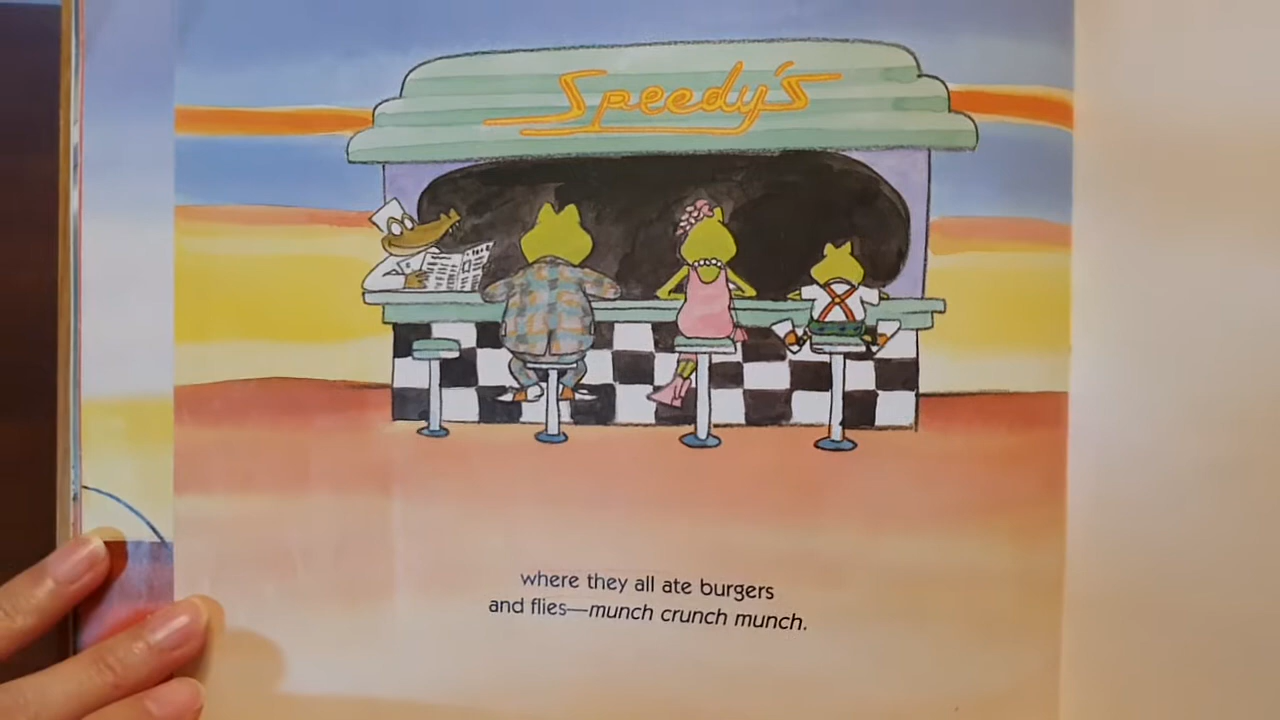 Speedy's
where they all ate burgers
and flies—munch crunch munch.